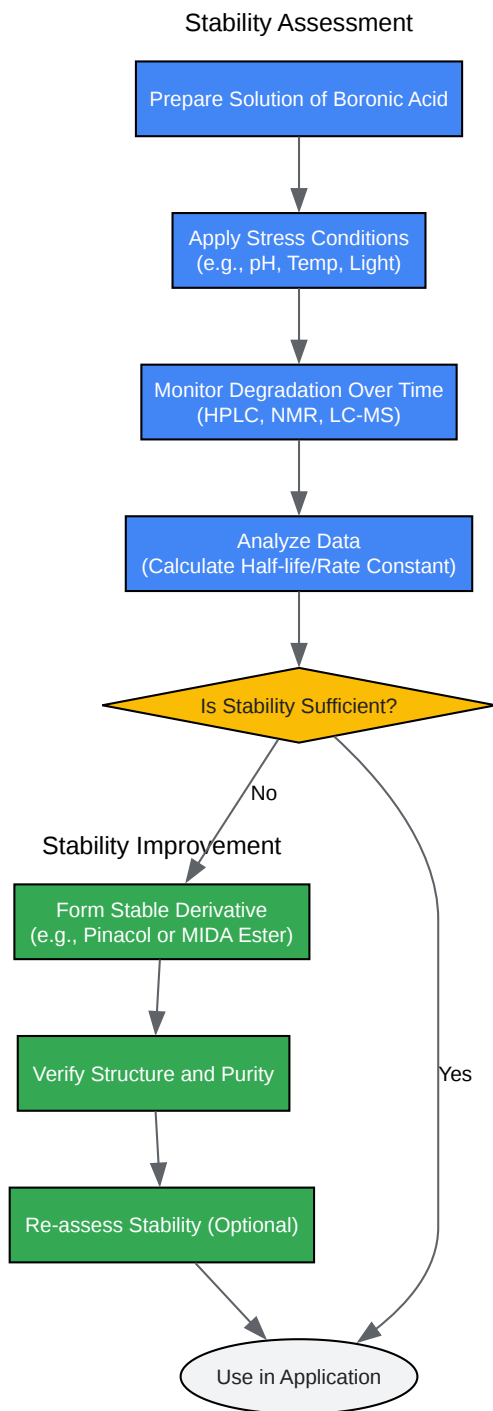 Stability Assessment
Prepare Solution of Boronic Acid
Apply Stress Conditions
(e.g., pH, Temp, Light)
Monitor Degradation Over Time
(HPLC, NMR, LC-MS)
Analyze Data
(Calculate Half-life/Rate Constant)
Is Stability Sufficient?
No
Stability Improvement
Form Stable Derivative
(e.g., Pinacol or MIDA Ester)
Verify Structure and Purity
Yes
Re-assess Stability (Optional)
Use in Application